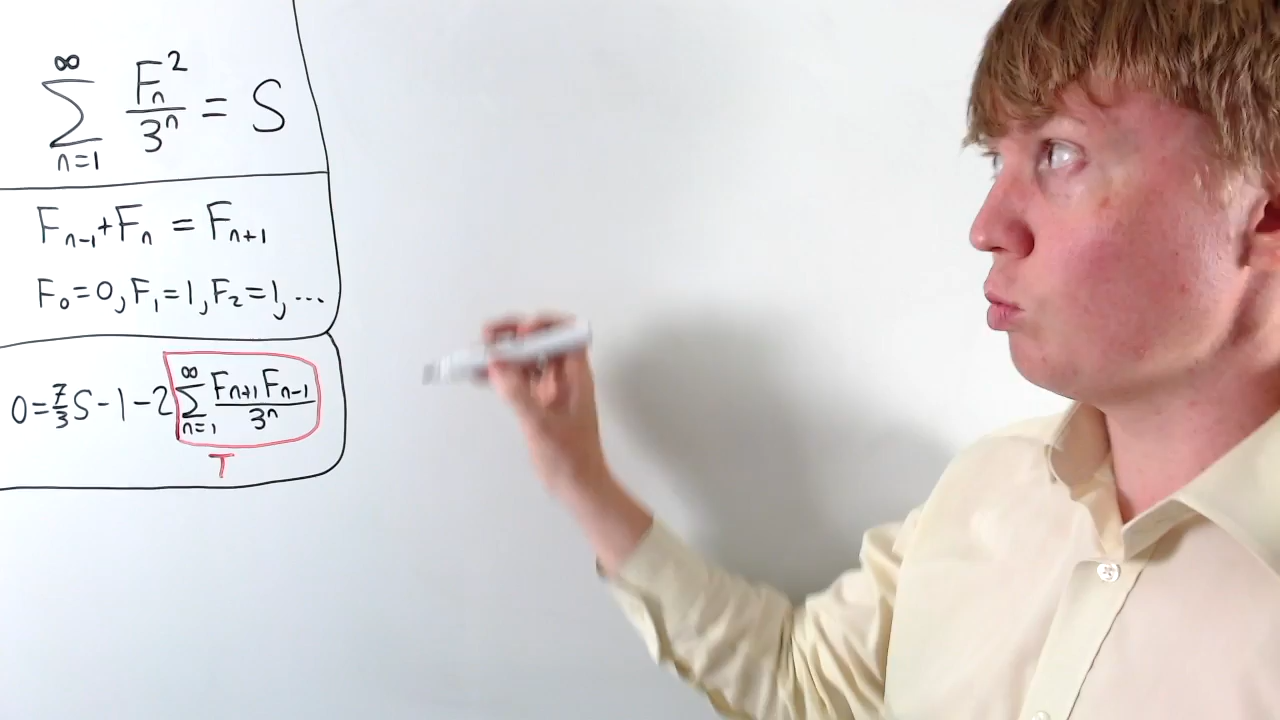 ∞
∑ F_n^2 / 3^n = S
n=1
F_{n-1} + F_n = F_{n+1}
F_0 = 0, F_1 = 1, F_2 = 1, ...
0 = 7/3 S - 1 - 2 ∑_{n=1}^∞ F_{n+1} F_{n-1} / 3^n
T